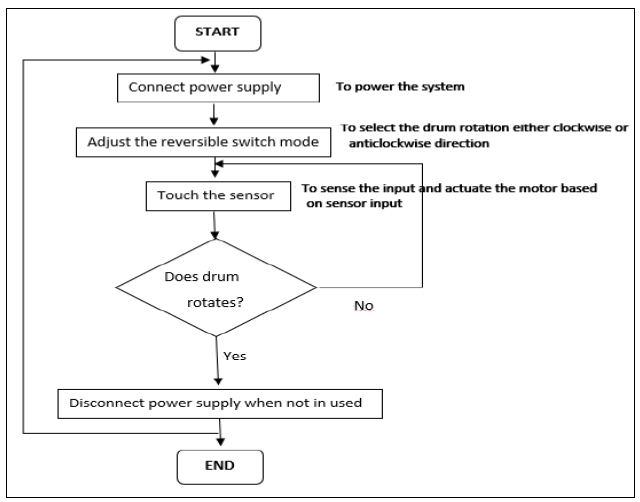 START
Connect power supply
To power the system
Adjust the reversible switch mode
To select the drum rotation either clockwise or
anticlockwise direction
Touch the sensor
To sense the input and actuate the motor based
on sensor input
Does drum
rotates?
No
Yes
Disconnect power supply when not in used
END